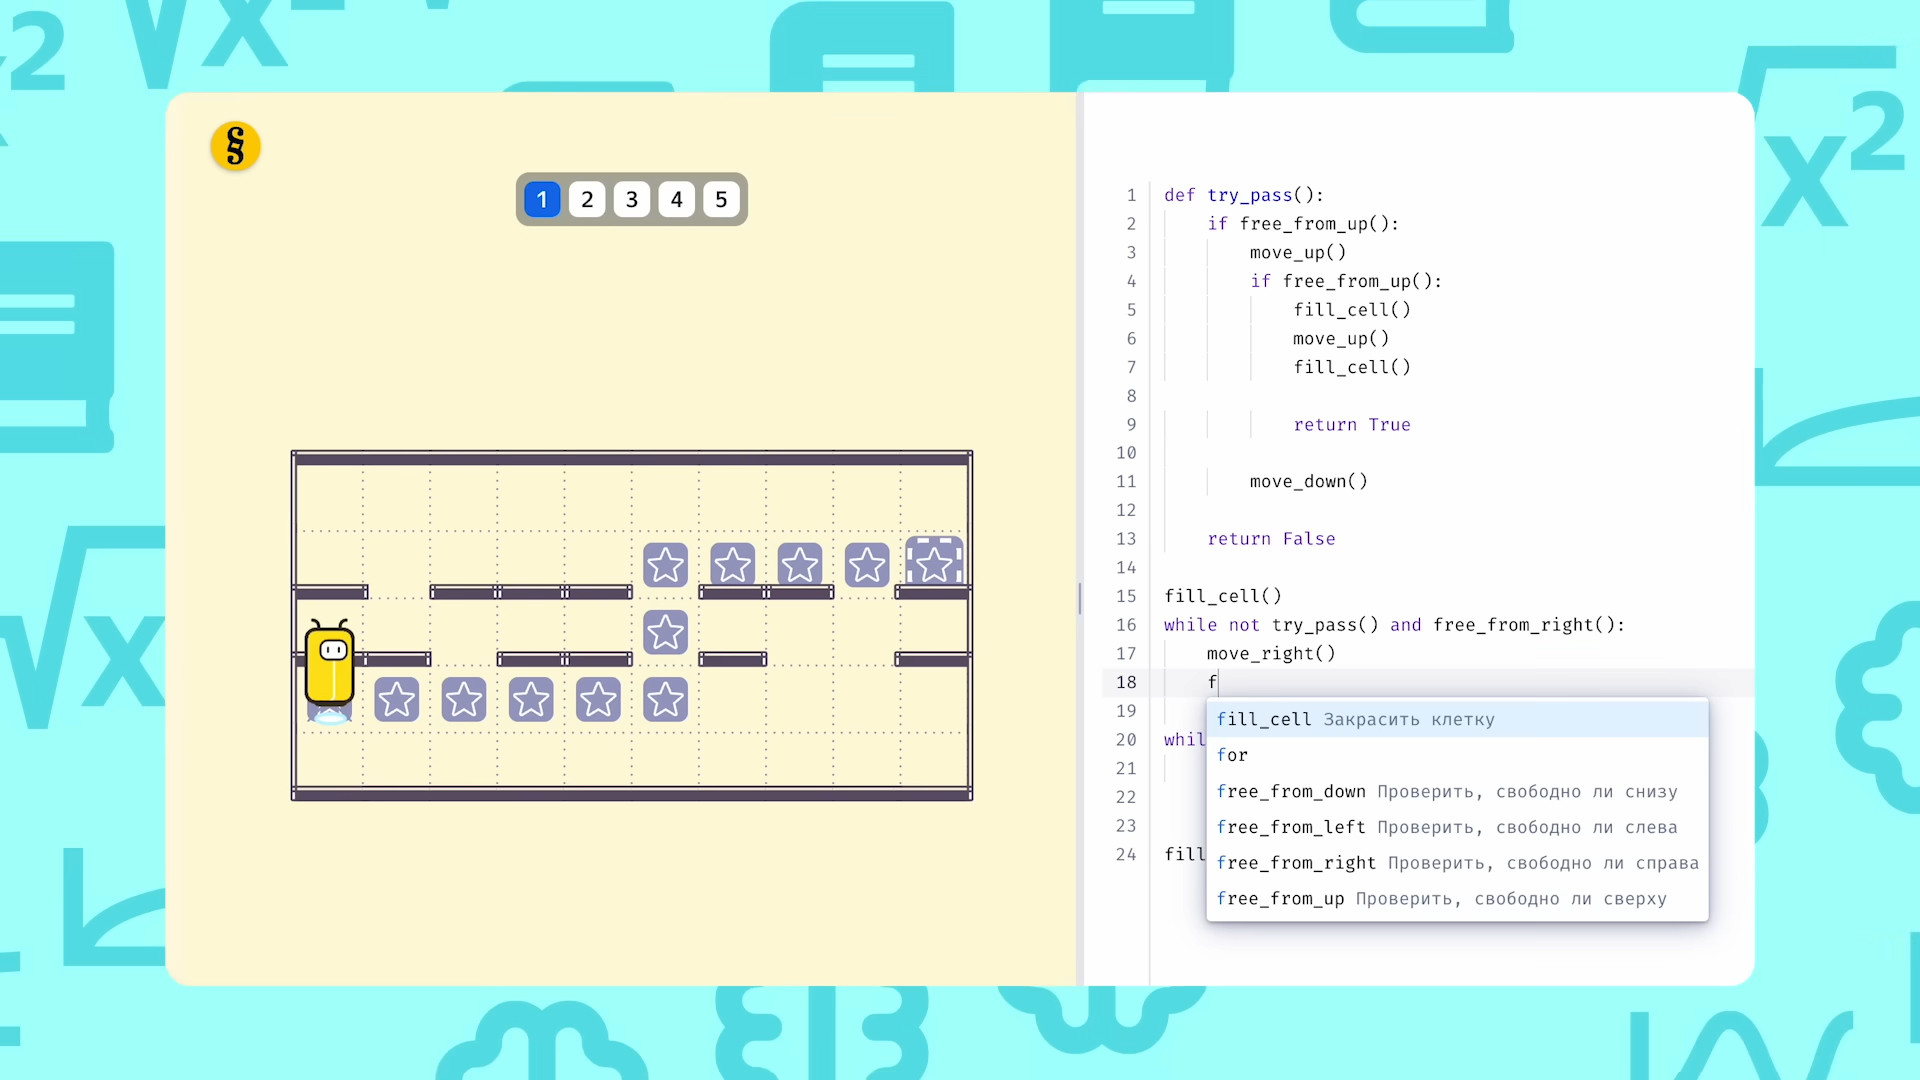 x2
√x
§
1 2 3 4 5
1 def try_pass():
2 if free_from_up():
3 move_up()
4 if free_from_up():
5 fill_cell()
6 move_up()
7 fill_cell()
8
9 return True
10
11 move_down()
12
13 return False
14
15 fill_cell()
16 while not try_pass() and free_from_right():
17 move_right()
18 f
19
20 whil
21
22
23
24 fill
fill_cell Закрасить клетку
for
free_from_down Проверить, свободно ли снизу
free_from_left Проверить, свободно ли слева
free_from_right Проверить, свободно ли справа
free_from_up Проверить, свободно ли сверху
√x2
√x